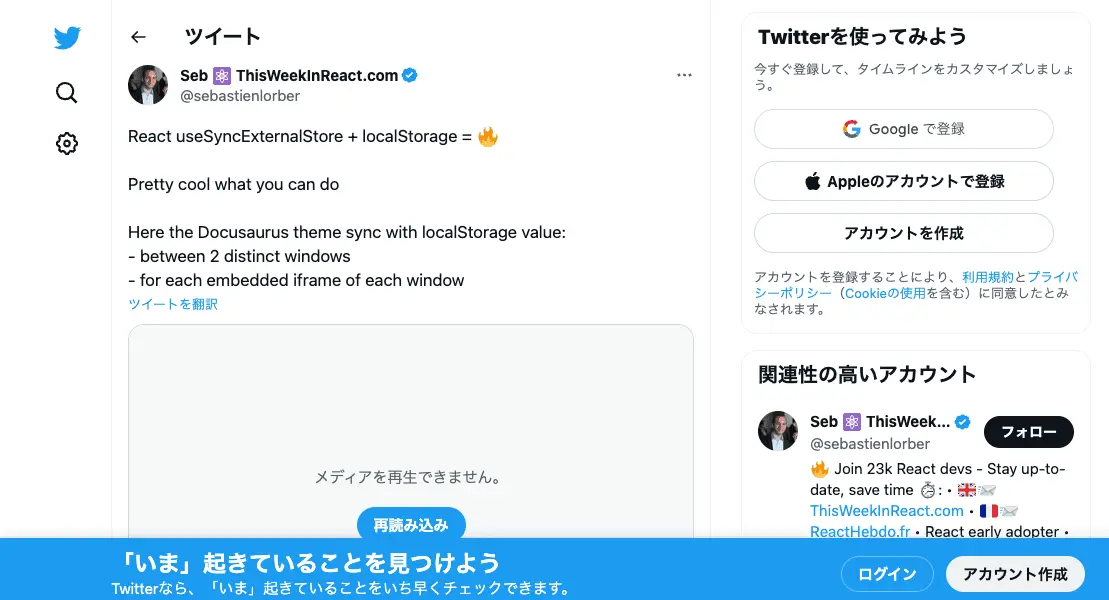 ツイート
Seb ⚛️ ThisWeekInReact.com
@sebastienlorber
React useSyncExternalStore + localStorage = 🔥
Pretty cool what you can do
Here the Docusaurus theme sync with localStorage value:
- between 2 distinct windows
- for each embedded iframe of each window
ツイートを翻訳
メディアを再生できません。
再読み込み
Twitterを使ってみよう
今すぐ登録して、タイムラインをカスタマイズしましょ
う。
Google で登録
Appleのアカウントで登録
アカウントを作成
アカウントを登録することにより、利用規約とプライバ
シーポリシー（Cookieの使用を含む）に同意したとみ
なされます。
関連性の高いアカウント
Seb ⚛️ ThisWeek...
@sebastienlorber
フォロー
🔥 Join 23k React devs - Stay up-to-
date, save time ⏱️: • 🇬🇧📨
ThisWeekInReact.com • 🇫🇷📨
ReactHebdo.fr • React early adopter •
「いま」起きていることを見つけよう
Twitterなら、「いま」起きていることをいち早くチェックできます。
ログイン
アカウント作成